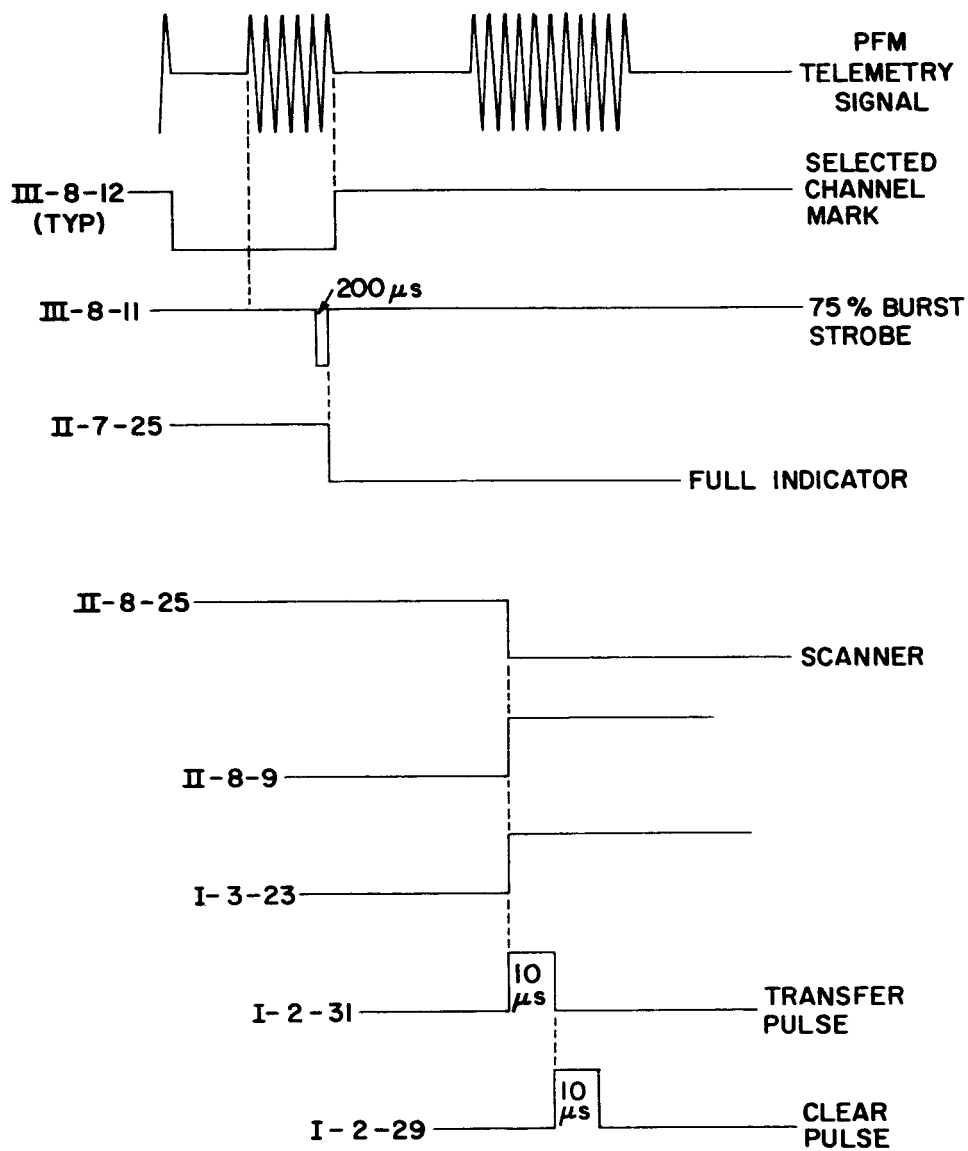 PFM
TELEMETRY
SIGNAL
III-8-12
(TYP)
SELECTED
CHANNEL
MARK
200 μs
III-8-11
75% BURST
STROBE
II-7-25
FULL INDICATOR
II-8-25
SCANNER
II-8-9
I-3-23
10
μs
I-2-31
TRANSFER
PULSE
10
μs
I-2-29
CLEAR
PULSE